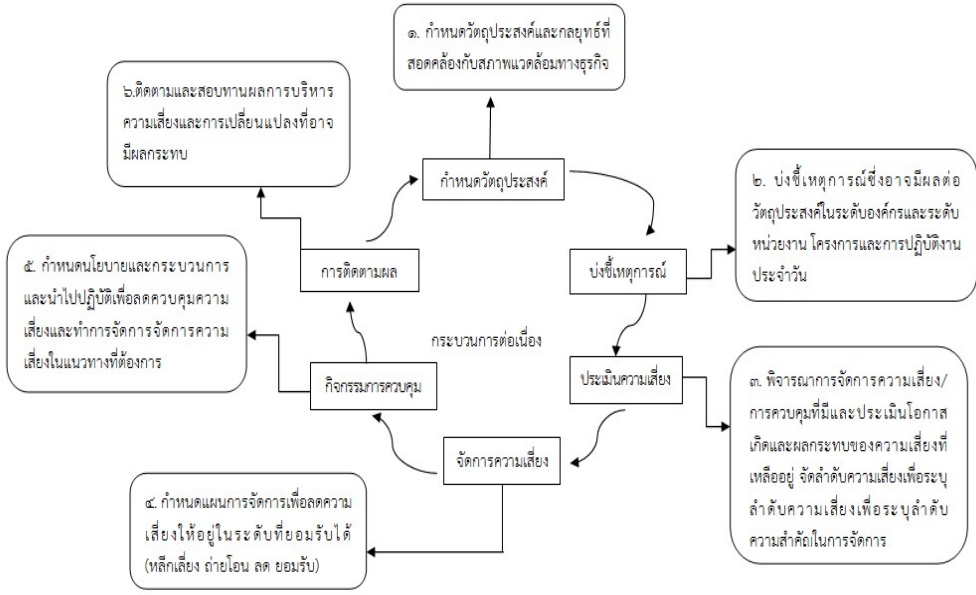 ๑. กำหนดวัตถุประสงค์และกลยุทธ์ที่
สอดคล้องกับสภาพแวดล้อมทางธุรกิจ
๖.ติดตามและสอบทานผลการบริหาร
ความเสี่ยงและการเปลี่ยนแปลงที่อาจ
มีผลกระทบ
กำหนดวัตถุประสงค์
๒. บ่งชี้เหตุการณ์ซึ่งอาจมีผลต่อ
วัตถุประสงค์ในระดับองค์กรและระดับ
หน่วยงาน โครงการและการปฏิบัติงาน
ประจำวัน
การติดตามผล
บ่งชี้เหตุการณ์
๕. กำหนดนโยบายและกระบวนการ
และนำไปปฏิบัติเพื่อลดควบคุมความ
เสี่ยงและทำการจัดการจัดการความ
เสี่ยงในแนวทางที่ต้องการ
กระบวนการต่อเนื่อง
กิจกรรมการควบคุม
ประเมินความเสี่ยง
๓. พิจารณาการจัดการความเสี่ยง/
การควบคุมที่มีและประเมินโอกาส
เกิดและผลกระทบของความเสี่ยงที่
เหลืออยู่ จัดลำดับความเสี่ยงเพื่อระบุ
ลำดับความเสี่ยงเพื่อระบุลำดับ
ความสำคัญในการจัดการ
จัดการความเสี่ยง
๔. กำหนดแผนการจัดการเพื่อลดความ
เสี่ยงให้อยู่ในระดับที่ยอมรับได้
(หลีกเลี่ยง ถ่ายโอน ลด ยอมรับ)